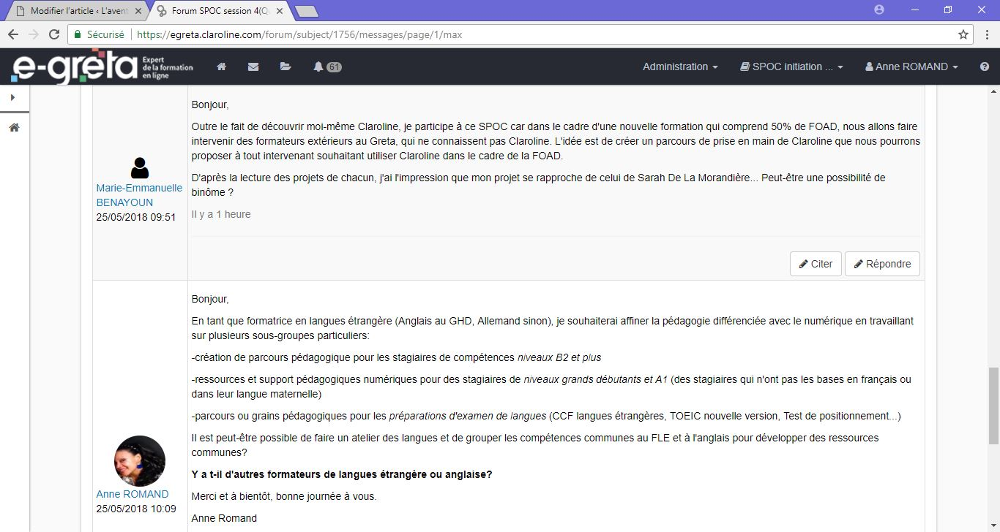 Modifier l'article ‹ L'avent
Forum SPOC session 4(Qu
Sécurisé
https://egreta.claroline.com/forum/subject/1756/messages/page/1/max
e-greta
Expert
de la formation
en ligne
61
Administration
SPOC initiation ...
Anne ROMAND
Marie-Emmanuelle
BENAYOUN
25/05/2018 09:51
Bonjour,
Outre le fait de découvrir moi-même Claroline, je participe à ce SPOC car dans le cadre d'une nouvelle formation qui comprend 50% de FOAD, nous allons faire
intervenir des formateurs extérieurs au Greta, qui ne connaissent pas Claroline. L'idée est de créer un parcours de prise en main de Claroline que nous pourrons
proposer à tout intervenant souhaitant utiliser Claroline dans le cadre de la FOAD.
D'après la lecture des projets de chacun, j'ai l'impression que mon projet se rapproche de celui de Sarah De La Morandière... Peut-être une possibilité de
binôme ?
Il y a 1 heure
Citer
Répondre
Anne ROMAND
25/05/2018 10:09
Bonjour,
En tant que formatrice en langues étrangère (Anglais au GHD, Allemand sinon), je souhaiterai affiner la pédagogie différenciée avec le numérique en travaillant
sur plusieurs sous-groupes particuliers:
-création de parcours pédagogique pour les stagiaires de compétences niveaux B2 et plus
-ressources et support pédagogiques numériques pour des stagiaires de niveaux grands débutants et A1 (des stagiaires qui n'ont pas les bases en français ou
dans leur langue maternelle)
-parcours ou grains pédagogiques pour les préparations d'examen de langues (CCF langues étrangères, TOEIC nouvelle version, Test de positionnement...)
Il est peut-être possible de faire un atelier des langues et de grouper les compétences communes au FLE et à l'anglais pour développer des ressources
communes?
Y a t-il d'autres formateurs de langues étrangère ou anglaise?
Merci et à bientôt, bonne journée à vous.
Anne Romand